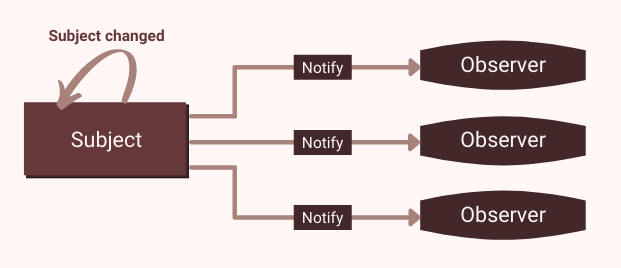 Subject changed
Subject
Notify
Observer
Notify
Observer
Notify
Observer